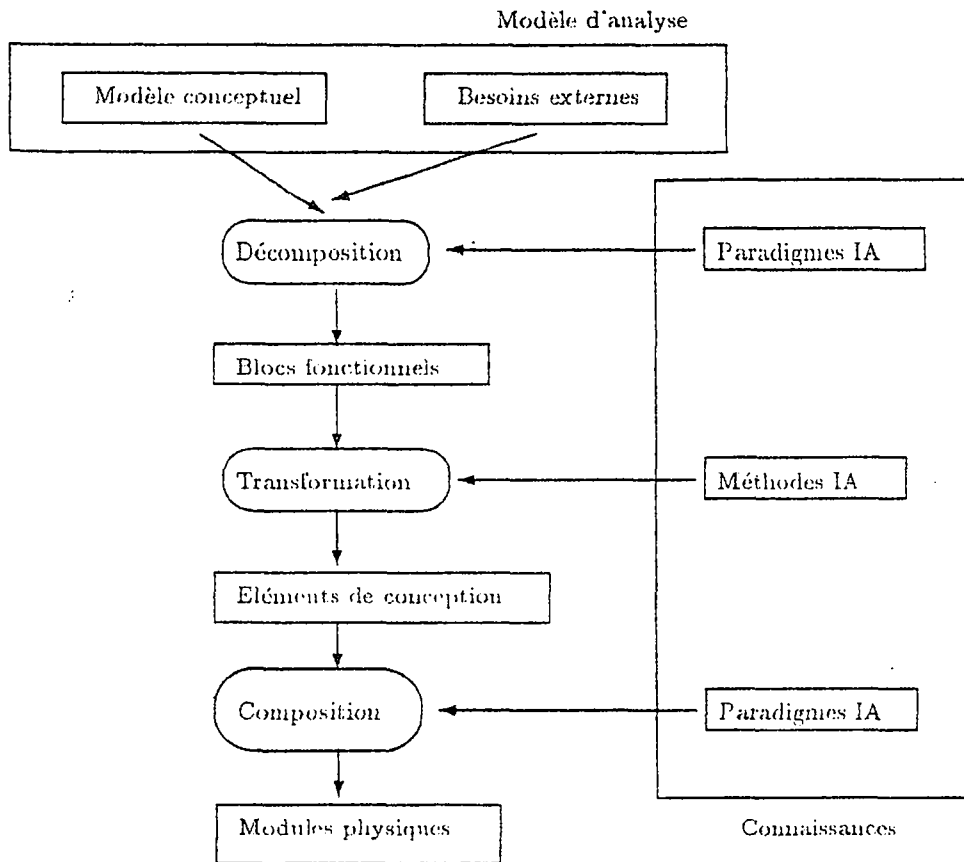 Modèle d'analyse
Modèle conceptuel
Besoins externes
Décomposition
Paradigmes IA
Blocs fonctionnels
Transformation
Méthodes IA
Eléments de conception
Composition
Paradigmes IA
Modules physiques
Connaissances